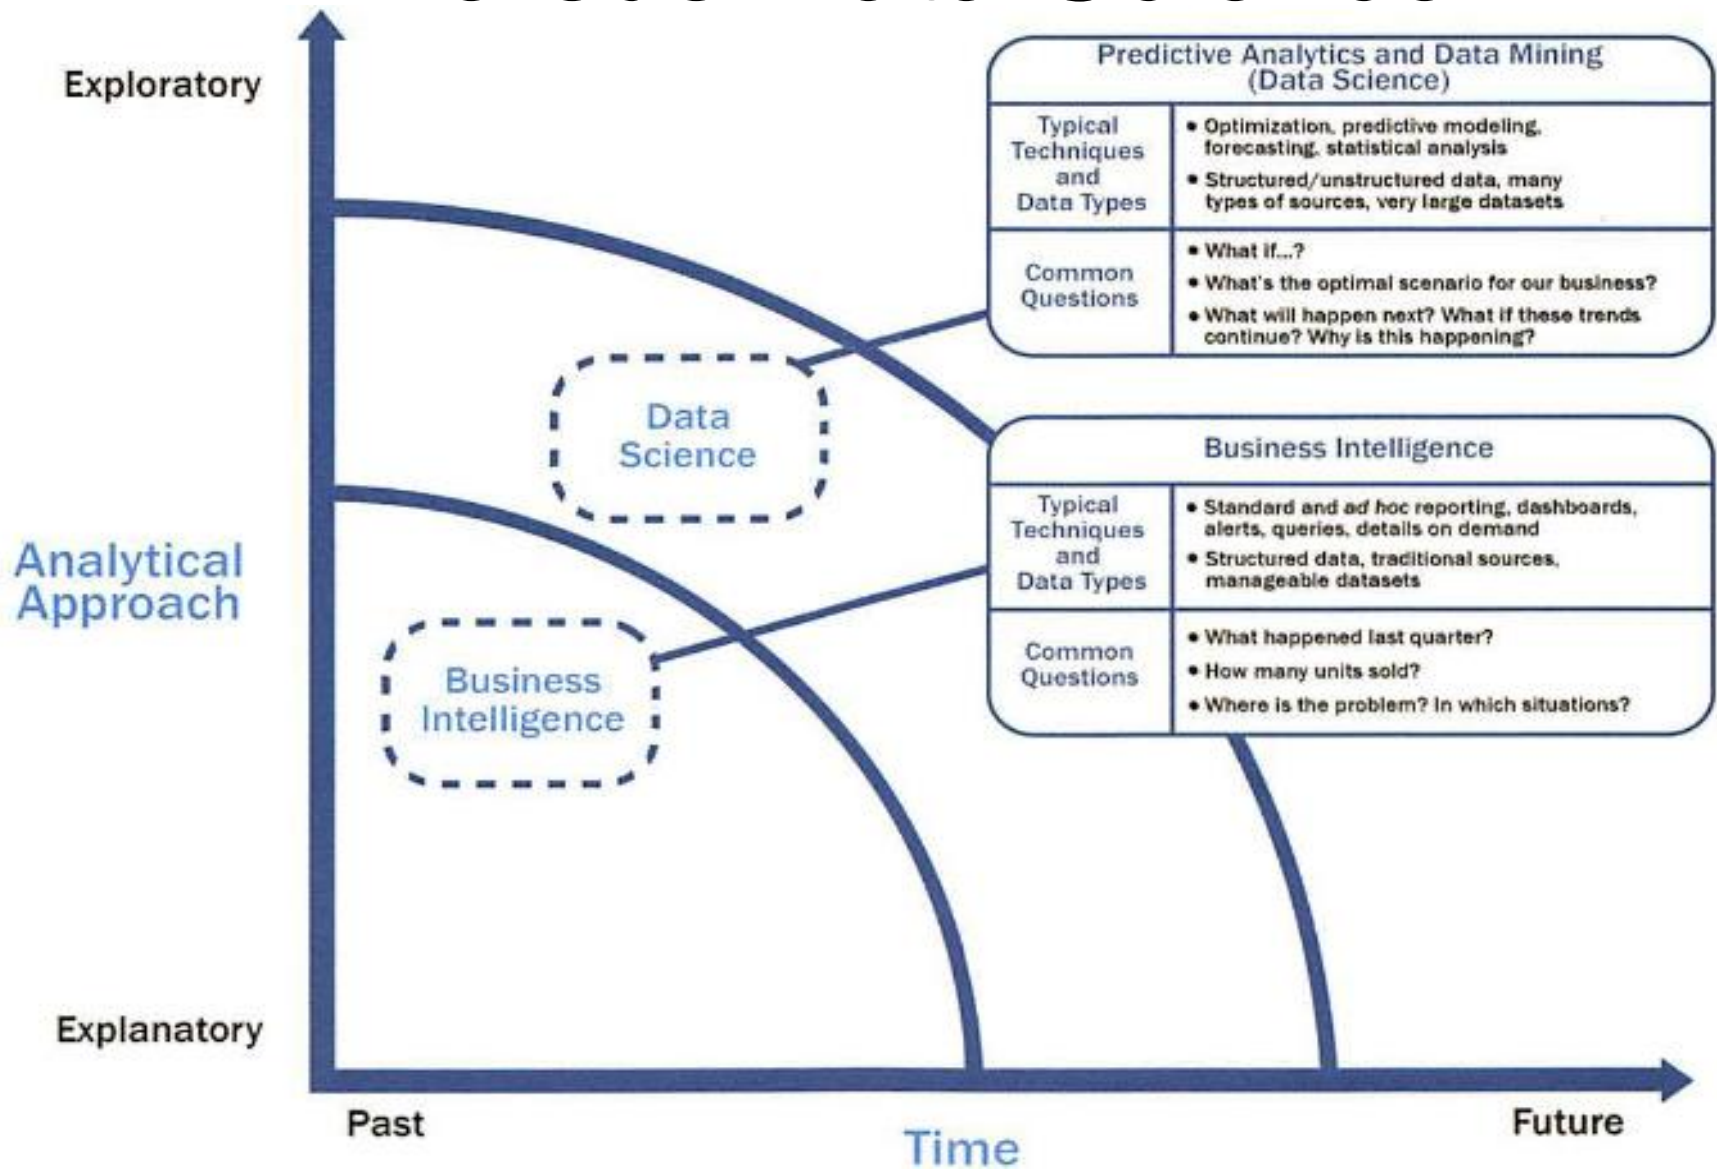 Exploratory
Analytical
Approach
Explanatory
Past
Time
Future
Data
Science
Business
Intelligence
Predictive Analytics and Data Mining
(Data Science)
Typical
Techniques
and
Data Types
• Optimization, predictive modeling,
forecasting, statistical analysis
• Structured/unstructured data, many
types of sources, very large datasets
Common
Questions
• What if...?
• What's the optimal scenario for our business?
• What will happen next? What if these trends
continue? Why is this happening?
Business Intelligence
Typical
Techniques
and
Data Types
• Standard and ad hoc reporting, dashboards,
alerts, queries, details on demand
• Structured data, traditional sources,
manageable datasets
Common
Questions
• What happened last quarter?
• How many units sold?
• Where is the problem? In which situations?